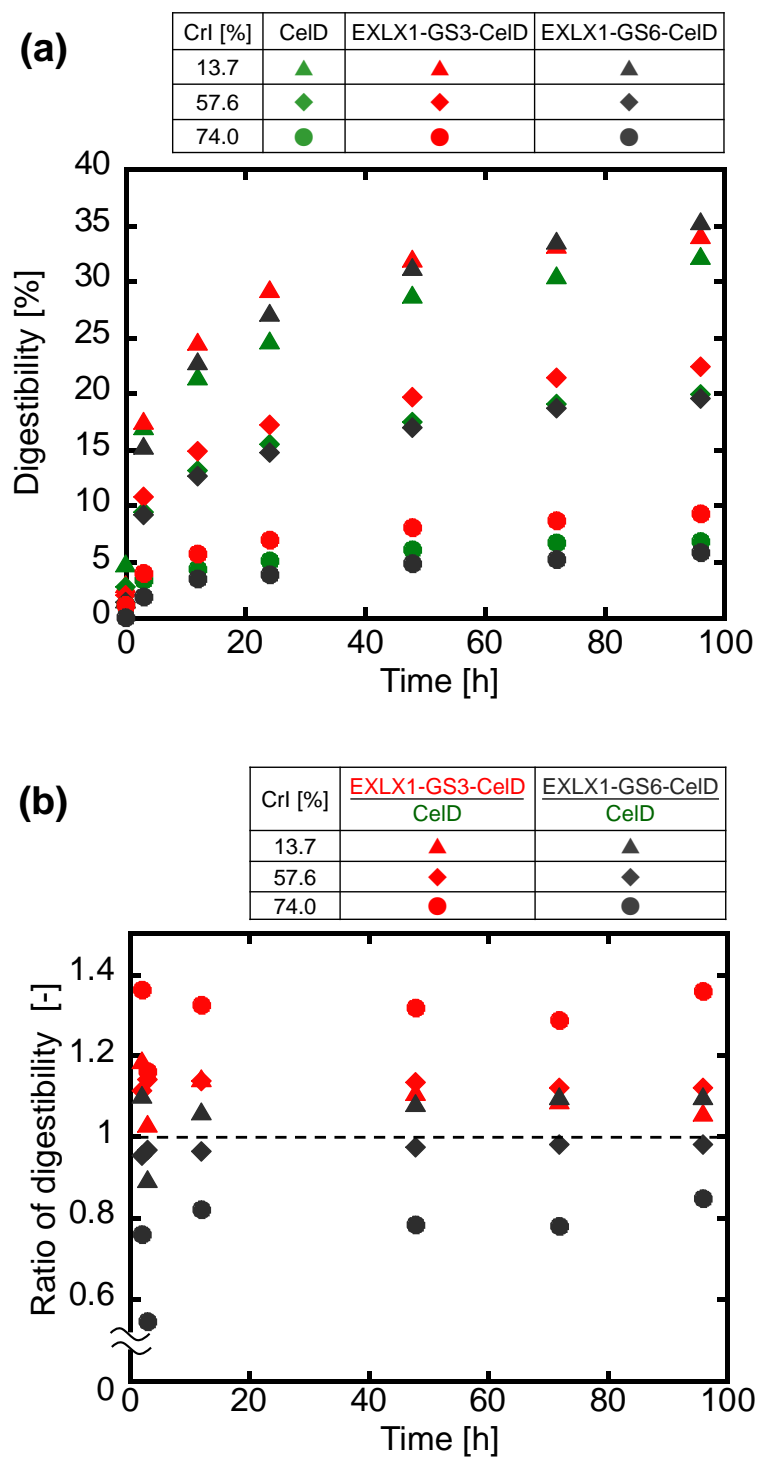 (a)
CrI [%] CelD EXLX1-GS3-CelD EXLX1-GS6-CelD
13.7
57.6
74.0
40
35
30
25
20
15
10
5
0
Digestibility [%]
0 20 40 60 80 100
Time [h]
(b)
CrI [%] EXLX1-GS3-CelD EXLX1-GS6-CelD
CelD CelD
13.7
57.6
74.0
1.4
1.2
1
0.8
0.6
0
Ratio of digestibility [-]
0 20 40 60 80 100
Time [h]